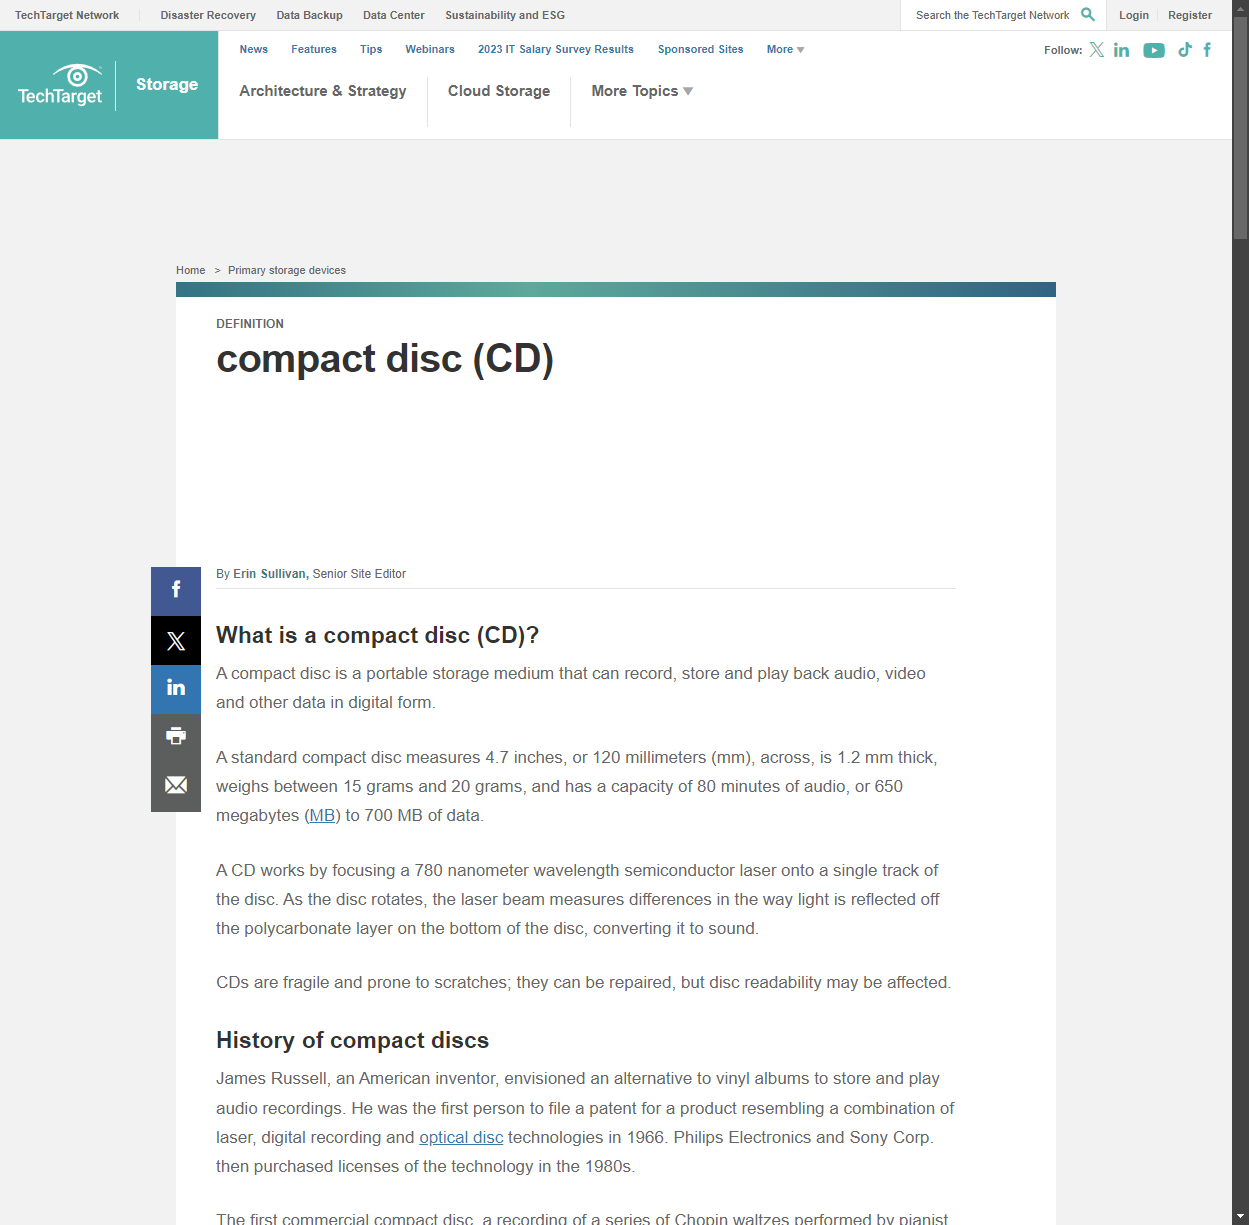 TechTarget Network
Disaster Recovery Data Backup Data Center Sustainability and ESG
Search the TechTarget Network
Login Register
TechTarget
Storage
News Features Tips Webinars 2023 IT Salary Survey Results Sponsored Sites More
Follow:
Architecture & Strategy Cloud Storage More Topics
Home > Primary storage devices
DEFINITION
compact disc (CD)
By Erin Sullivan, Senior Site Editor
What is a compact disc (CD)?
A compact disc is a portable storage medium that can record, store and play back audio, video
and other data in digital form.
A standard compact disc measures 4.7 inches, or 120 millimeters (mm), across, is 1.2 mm thick,
weighs between 15 grams and 20 grams, and has a capacity of 80 minutes of audio, or 650
megabytes (MB) to 700 MB of data.
A CD works by focusing a 780 nanometer wavelength semiconductor laser onto a single track of
the disc. As the disc rotates, the laser beam measures differences in the way light is reflected off
the polycarbonate layer on the bottom of the disc, converting it to sound.
CDs are fragile and prone to scratches; they can be repaired, but disc readability may be affected.
History of compact discs
James Russell, an American inventor, envisioned an alternative to vinyl albums to store and play
audio recordings. He was the first person to file a patent for a product resembling a combination of
laser, digital recording and optical disc technologies in 1966. Philips Electronics and Sony Corp.
then purchased licenses of the technology in the 1980s.
The first commercial compact disc, a recording of a series of Chopin waltzes performed by pianist